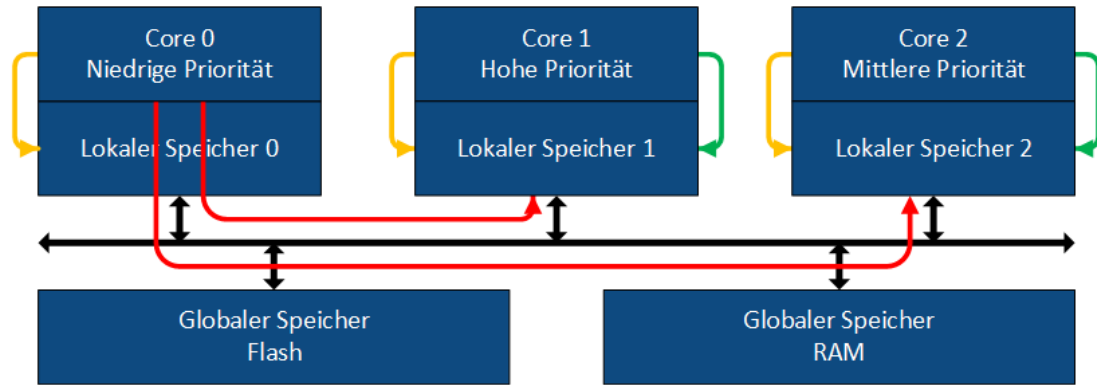 Core 0
Niedrige Priorität
Lokaler Speicher 0
Core 1
Hohe Priorität
Lokaler Speicher 1
Core 2
Mittlere Priorität
Lokaler Speicher 2
Globaler Speicher
Flash
Globaler Speicher
RAM